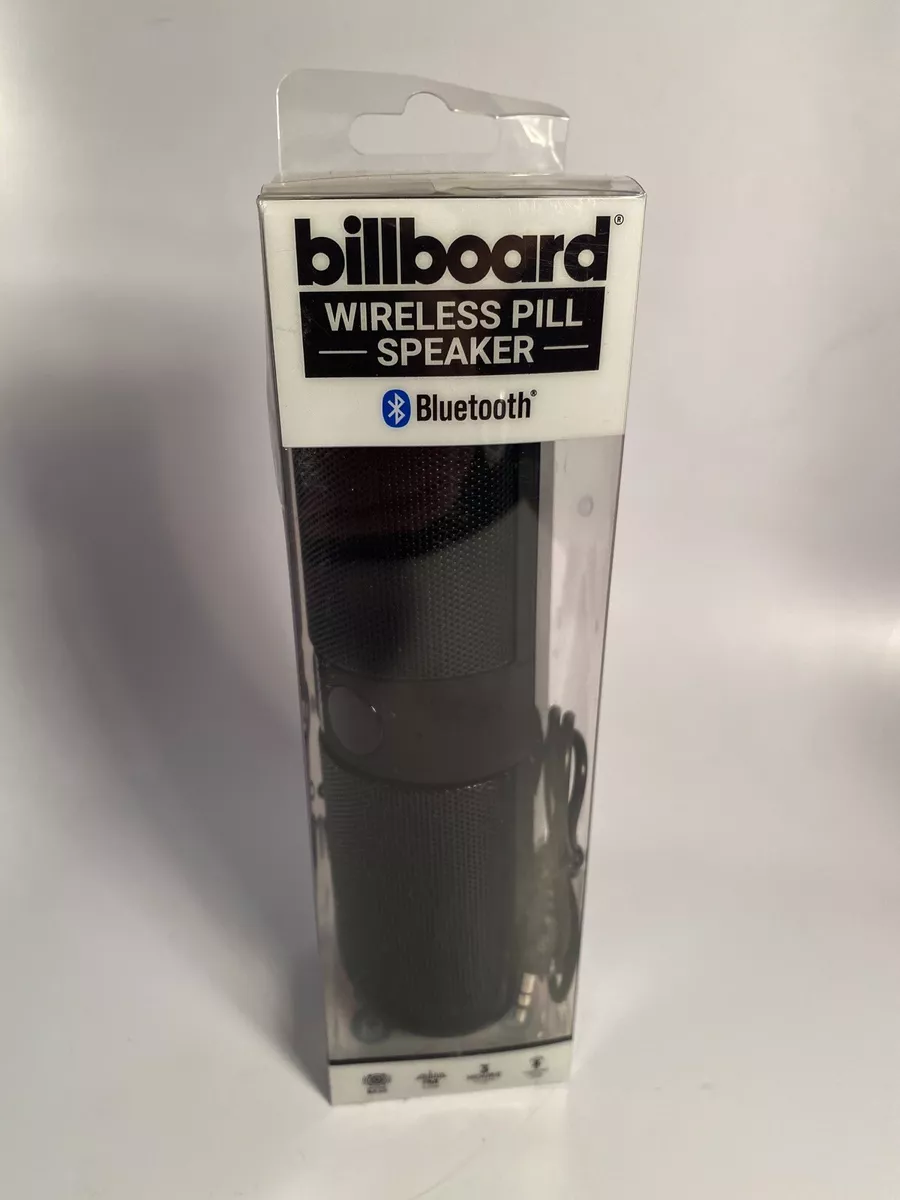 billboard®
WIRELESS PILL
SPEAKER
Bluetooth®